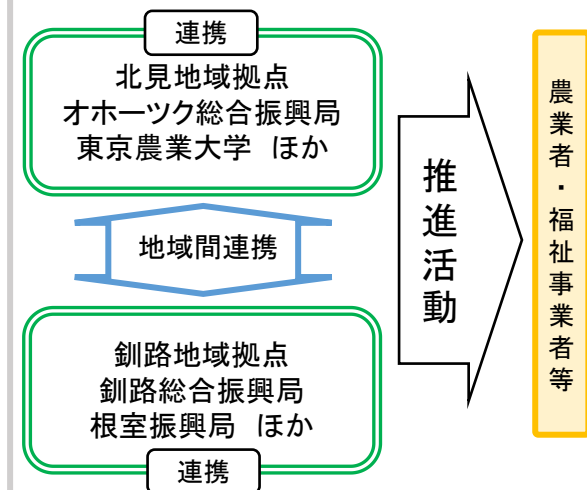 連携
北見地域拠点
オホーツク総合振興局
東京農業大学 ほか
地域間連携
釧路地域拠点
釧路総合振興局
根室振興局 ほか
連携
推進活動
農業者・福祉事業者等